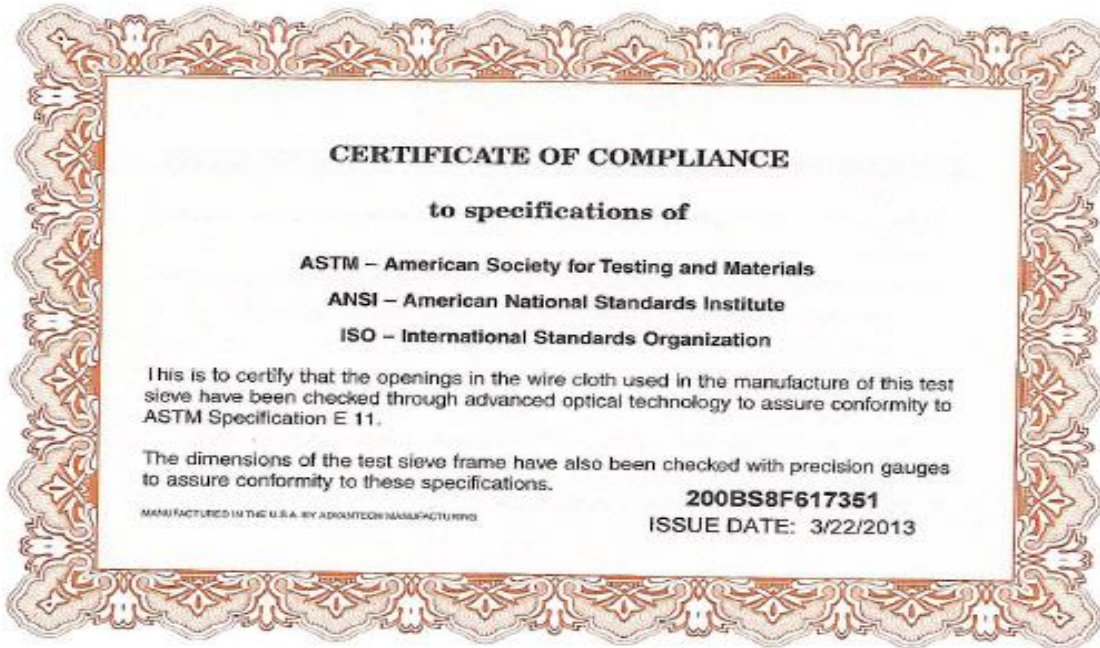 CERTIFICATE OF COMPLIANCE
to specifications of
ASTM – American Society for Testing and Materials
ANSI – American National Standards Institute
ISO – International Standards Organization
This is to certify that the openings in the wire cloth used in the manufacture of this test
sieve have been checked through advanced optical technology to assure conformity to
ASTM Specification E 11.
The dimensions of the test sieve frame have also been checked with precision gauges
to assure conformity to these specifications.
200BS8F617351
MANUFACTURED IN THE U.S.A. BY ADVANTECH MANUFACTURING
ISSUE DATE: 3/22/2013